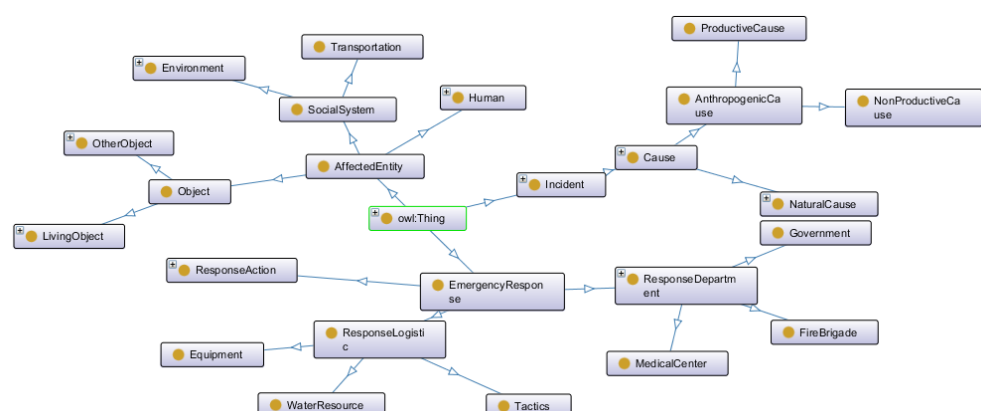 ProductiveCause
Transportation
Environment
Human
AnthropogenicCa
use
NonProductiveCa
use
SocialSystem
OtherObject
AffectedEntity
Cause
Object
Incident
NaturalCause
owl:Thing
LivingObject
Government
ResponseAction
EmergencyRespon
se
ResponseDepartm
ent
ResponseLogisti
c
FireBrigade
Equipment
MedicalCenter
WaterResource
Tactics